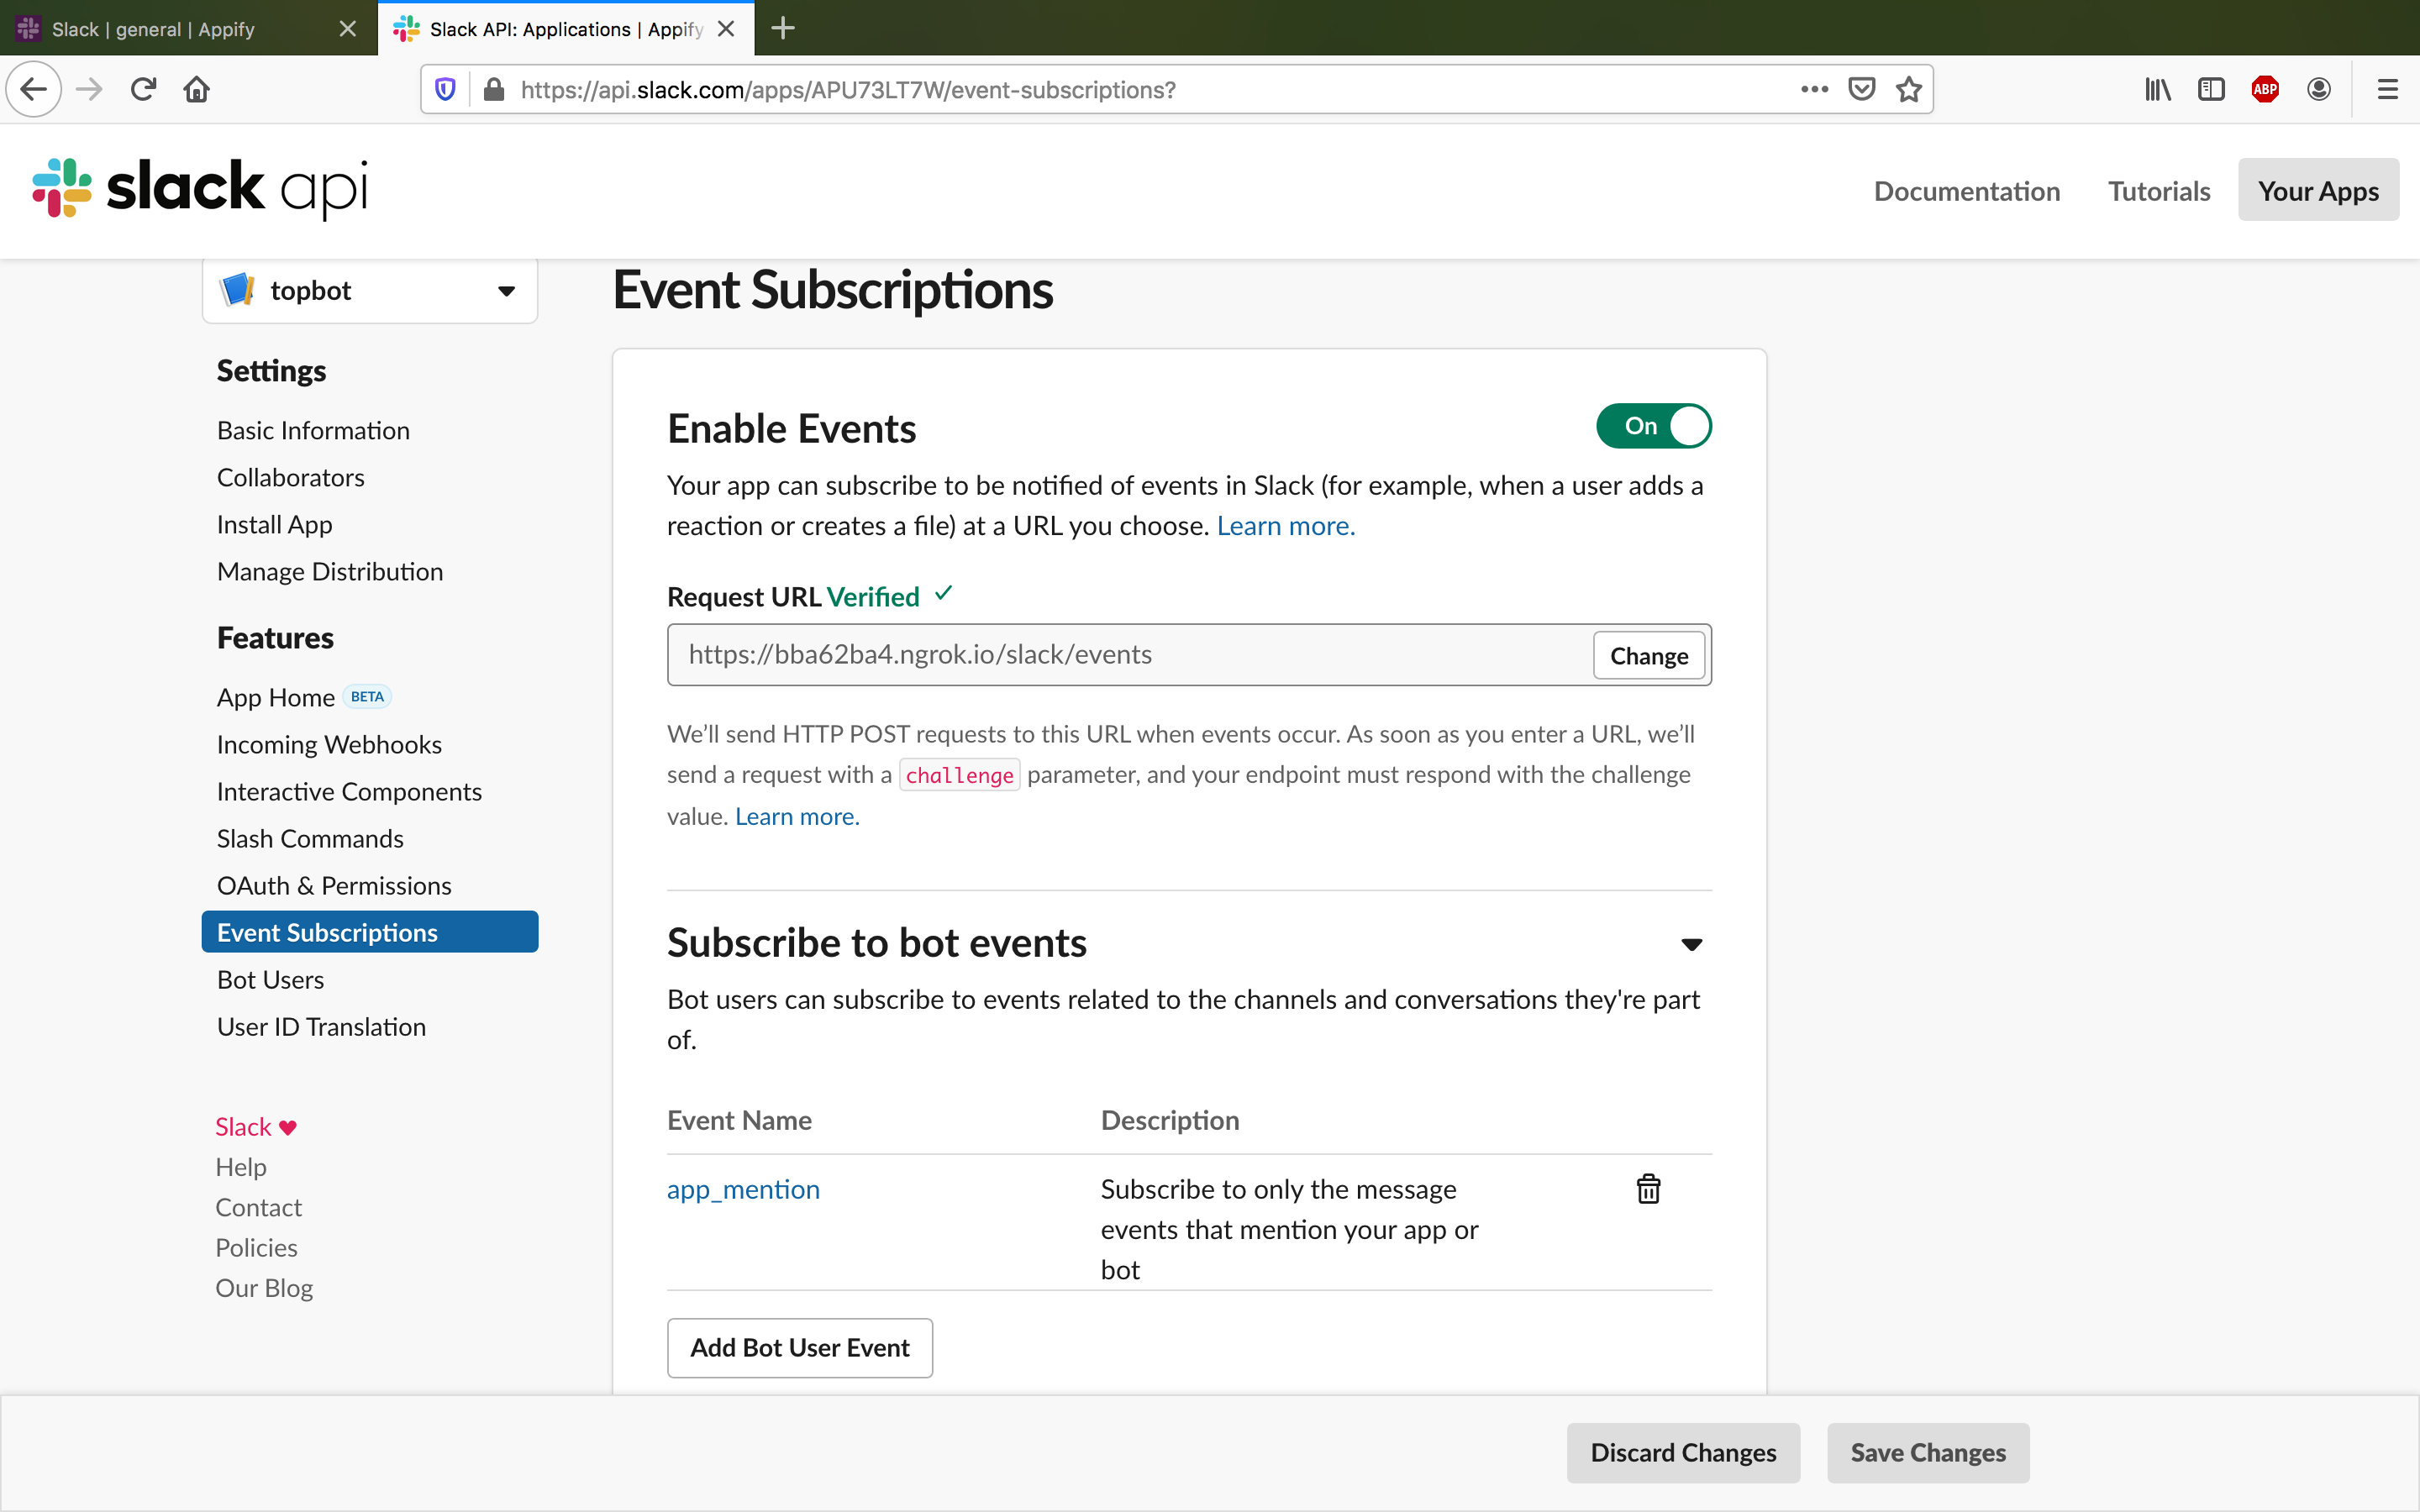 Slack | general | Appify
Slack API: Applications | Appify
https://api.slack.com/apps/APU73LT7W/event-subscriptions?
ABP
slack api
Documentation
Tutorials
Your Apps
topbot
Settings
Basic Information
Collaborators
Install App
Manage Distribution
Features
App Home BETA
Incoming Webhooks
Interactive Components
Slash Commands
OAuth & Permissions
Event Subscriptions
Bot Users
User ID Translation
Slack ♥
Help
Contact
Policies
Our Blog
Event Subscriptions
Enable Events
On
Your app can subscribe to be notified of events in Slack (for example, when a user adds a
reaction or creates a file) at a URL you choose. Learn more.
Request URL Verified ✓
https://bba62ba4.ngrok.io/slack/events
Change
We’ll send HTTP POST requests to this URL when events occur. As soon as you enter a URL, we’ll
send a request with a challenge parameter, and your endpoint must respond with the challenge
value. Learn more.
Subscribe to bot events
Bot users can subscribe to events related to the channels and conversations they're part
of.
Event Name
Description
app_mention
Subscribe to only the message
events that mention your app or
bot
Add Bot User Event
Discard Changes
Save Changes